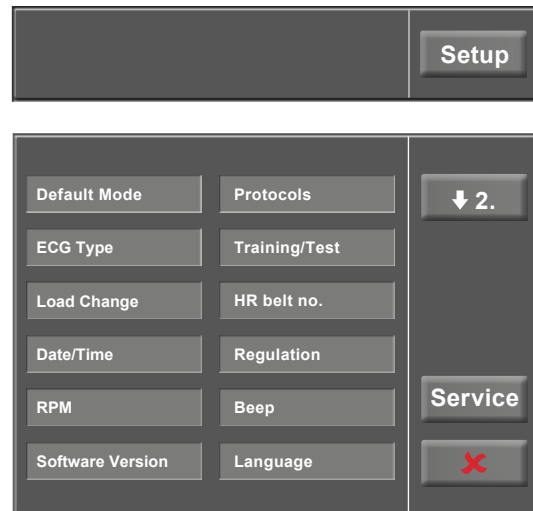 Setup
Default Mode
Protocols
2.
ECG Type
Training/Test
Load Change
HR belt no.
Date/Time
Regulation
RPM
Beep
Service
Software Version
Language